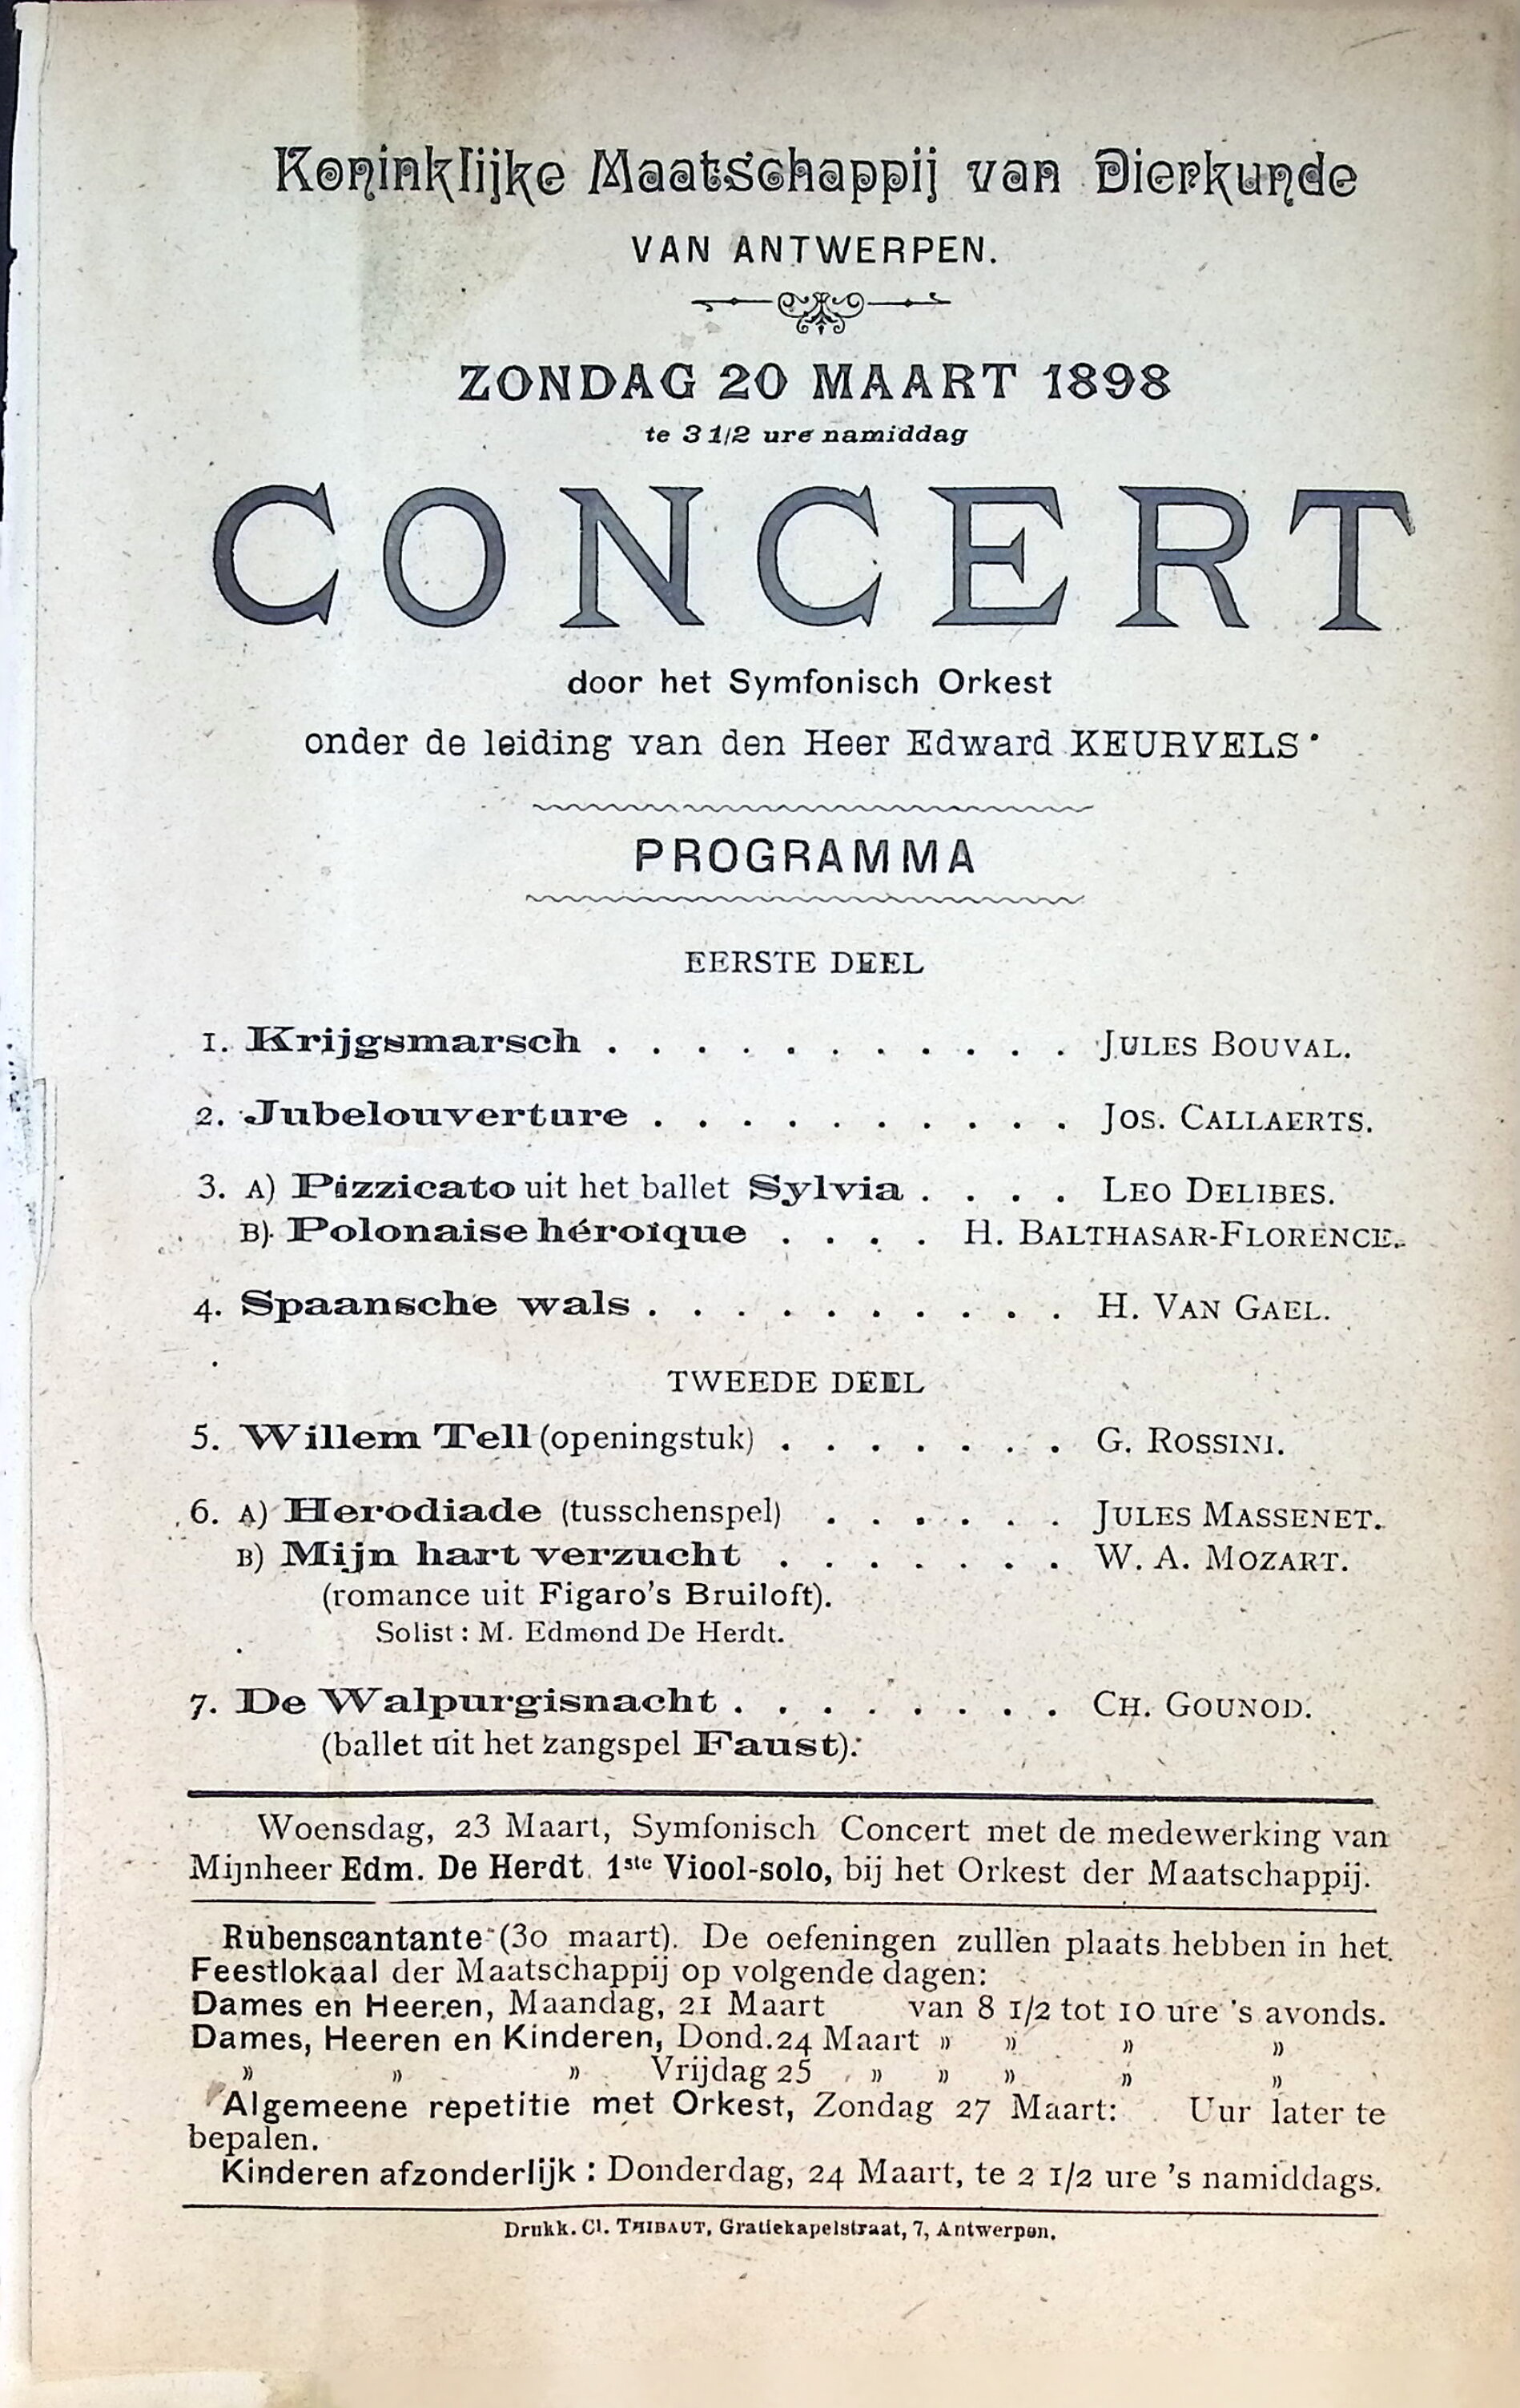 Koninklijke Maatschappij van Dierkunde
VAN ANTWERPEN.
ZONDAG 20 MAART 1898
te 3 1/2 ure namiddag
CONCERT
door het Symfonisch Orkest
onder de leiding van den Heer Edward KEURVELS
PROGRAMMA
EERSTE DEEL
1. Krijgsmarsch . . . . . . . . . . . JULES BOUVAL.
2. Jubelouverture . . . . . . . . . . JOS. CALLAERTS.
3. A) Pizzicato uit het ballet Sylvia . . . . LEO DELIBES.
B) Polonaise héroïque . . . . H. BALTHASAR-FLORENCE.
4. Spaansche wals . . . . . . . . . . H. VAN GAEL.
TWEEDE DEEL
5. Willem Tell (openingstuk) . . . . . . . G. ROSSINI.
6. A) Herodiade (tusschenspel) . . . . . . JULES MASSENET.
B) Mijn hart verzucht . . . . . . . W. A. MOZART.
(romance uit Figaro's Bruiloft).
Solist : M. Edmond De Herdt.
7. De Walpurgisnacht . . . . . . . . CH. GOUNOD.
(ballet uit het zangspel Faust).
Woensdag, 23 Maart, Symfonisch Concert met de medewerking van
Mijnheer Edm. De Herdt 1ste Viool-solo, bij het Orkest der Maatschappij.
Rubenscantante (30 maart). De oefeningen zullen plaats hebben in het
Feestlokaal der Maatschappij op volgende dagen:
Dames en Heeren, Maandag, 21 Maart van 8 1/2 tot 10 ure 's avonds.
Dames, Heeren en Kinderen, Dond. 24 Maart » » » »
» » » Vrijdag 25 » » » » »
Algemeene repetitie met Orkest, Zondag 27 Maart: Uur later te
bepalen.
Kinderen afzonderlijk : Donderdag, 24 Maart, te 2 1/2 ure 's namiddags.
Drukk. Cl. THIBAUT, Gratiekapelstraat, 7, Antwerpen.